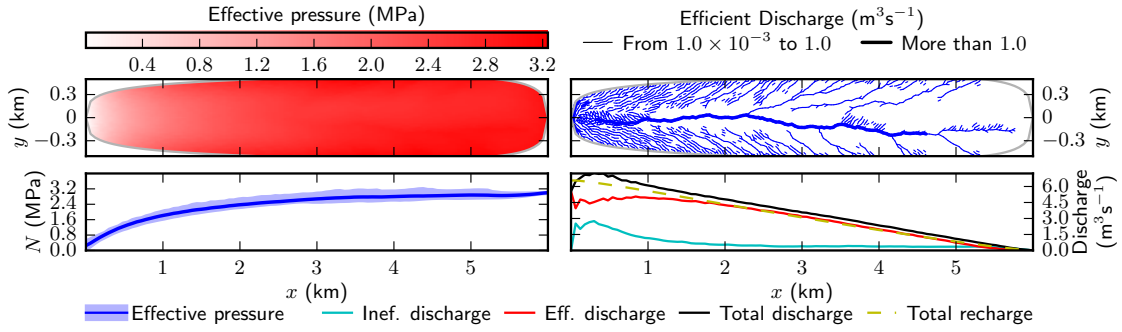 Effective pressure (MPa)
0.4 0.8 1.2 1.6 2.0 2.4 2.8 3.2
Efficient Discharge (m³s⁻¹)
From 1.0 × 10⁻³ to 1.0 More than 1.0
y (km)
0.3
0
−0.3
0.3
0
−0.3
y (km)
N (MPa)
3.2
2.4
1.6
0.8
0.0
1 2 3 4 5
x (km)
6.0
4.5
3.0
1.5
0.0
Discharge
(m³s⁻¹)
1 2 3 4 5
x (km)
Effective pressure Inef. discharge Eff. discharge Total discharge Total recharge